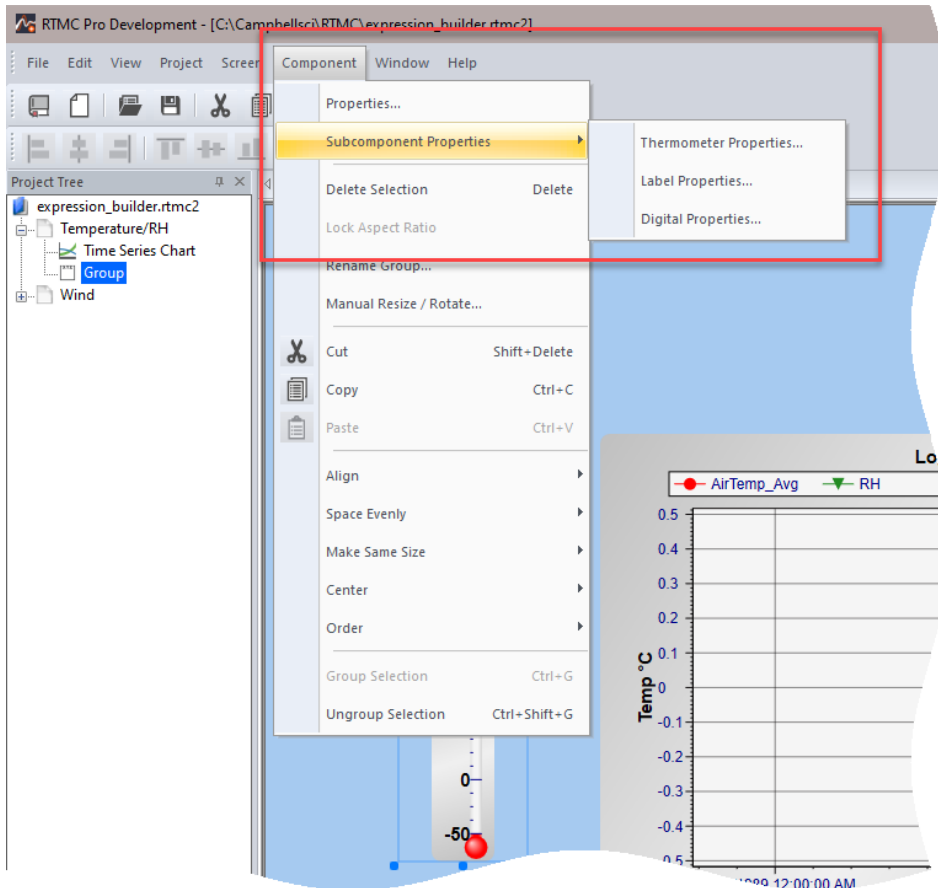 RTMC Pro Development - [C:\Campbellsci\RTMC\expression_builder.rtmc2]
File Edit View Project Screen Component Window Help
Properties...
Subcomponent Properties
Thermometer Properties...
Label Properties...
Digital Properties...
Delete Selection Delete
Lock Aspect Ratio
Rename Group...
Manual Resize / Rotate...
Cut Shift+Delete
Copy Ctrl+C
Paste Ctrl+V
Align
Space Evenly
Make Same Size
Center
Order
Group Selection Ctrl+G
Ungroup Selection Ctrl+Shift+G
Project Tree
expression_builder.rtmc2
Temperature/RH
Time Series Chart
Group
Wind
0
-50
Lo
AirTemp_Avg RH
Temp °C
0.5
0.4
0.3
0.2
0.1
0
-0.1
-0.2
-0.3
-0.4
12:00:00 AM